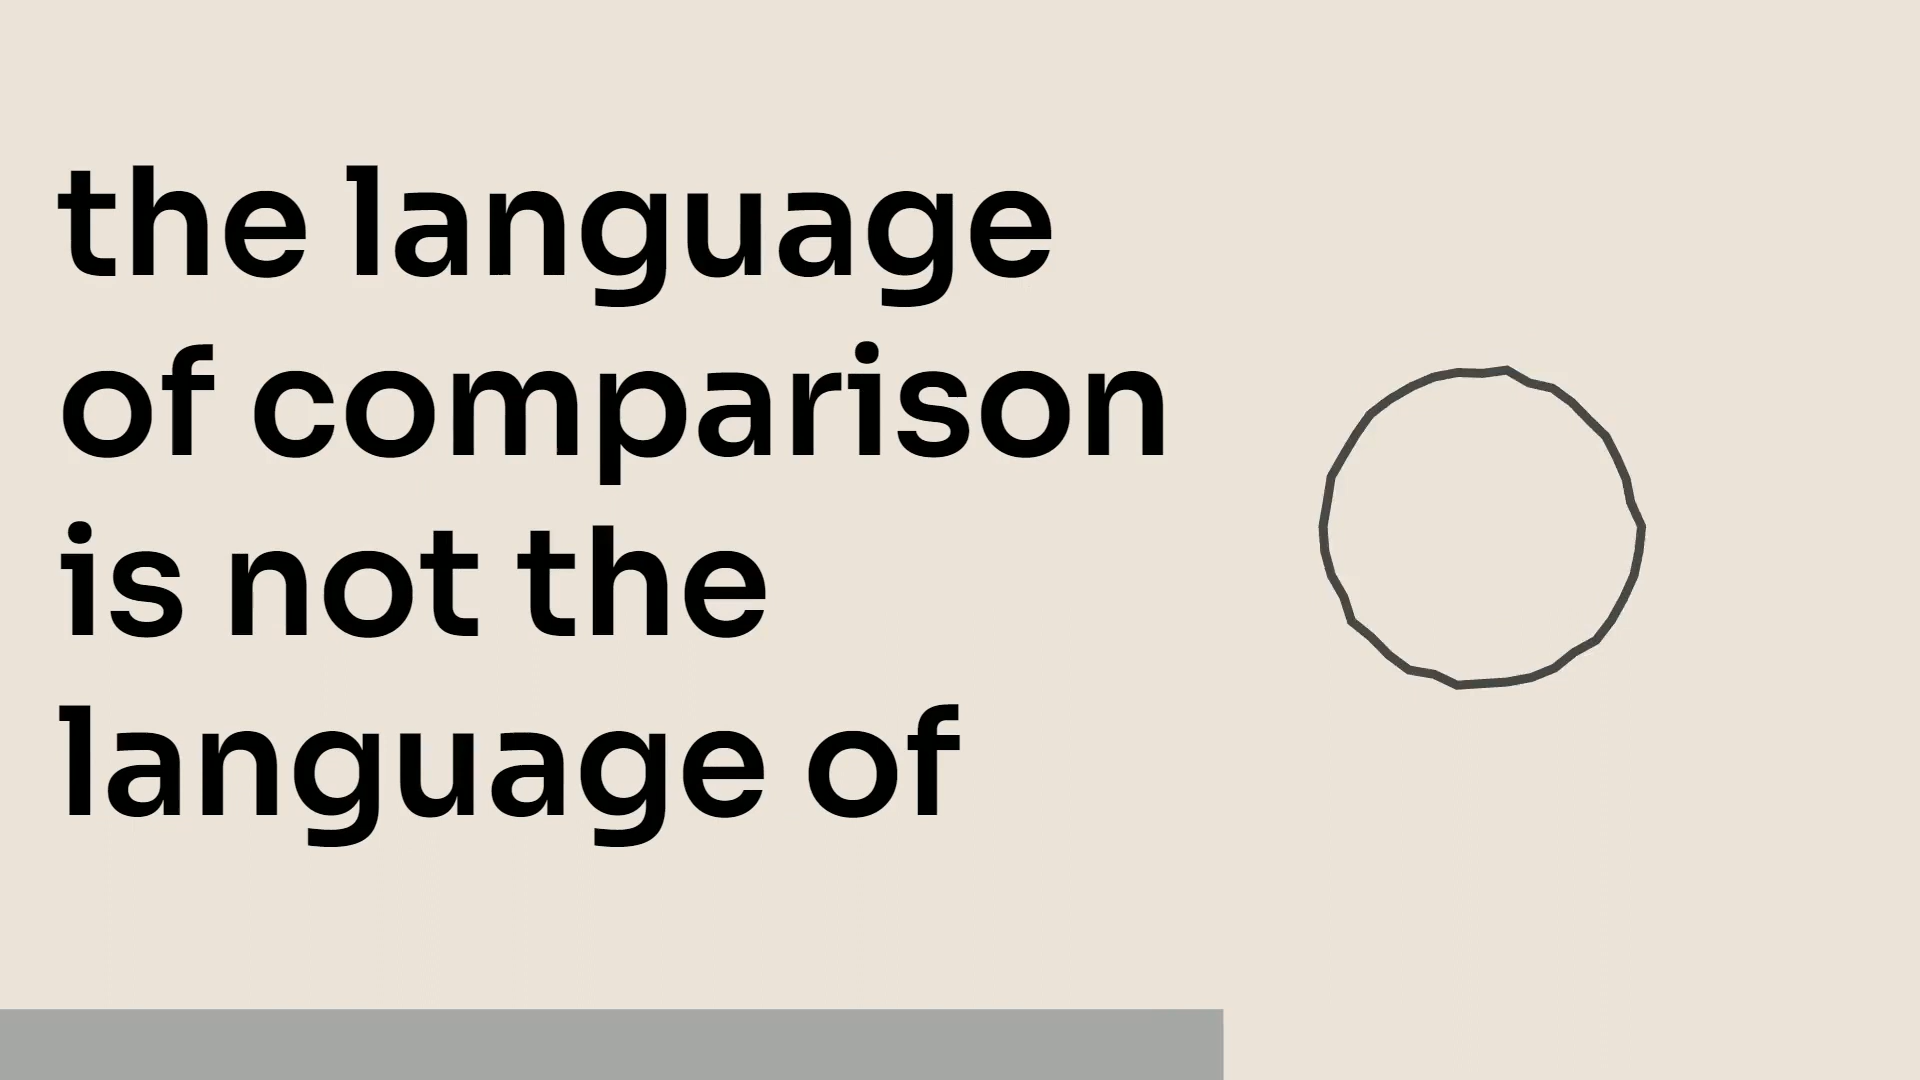 the language
of comparison
is not the
language of